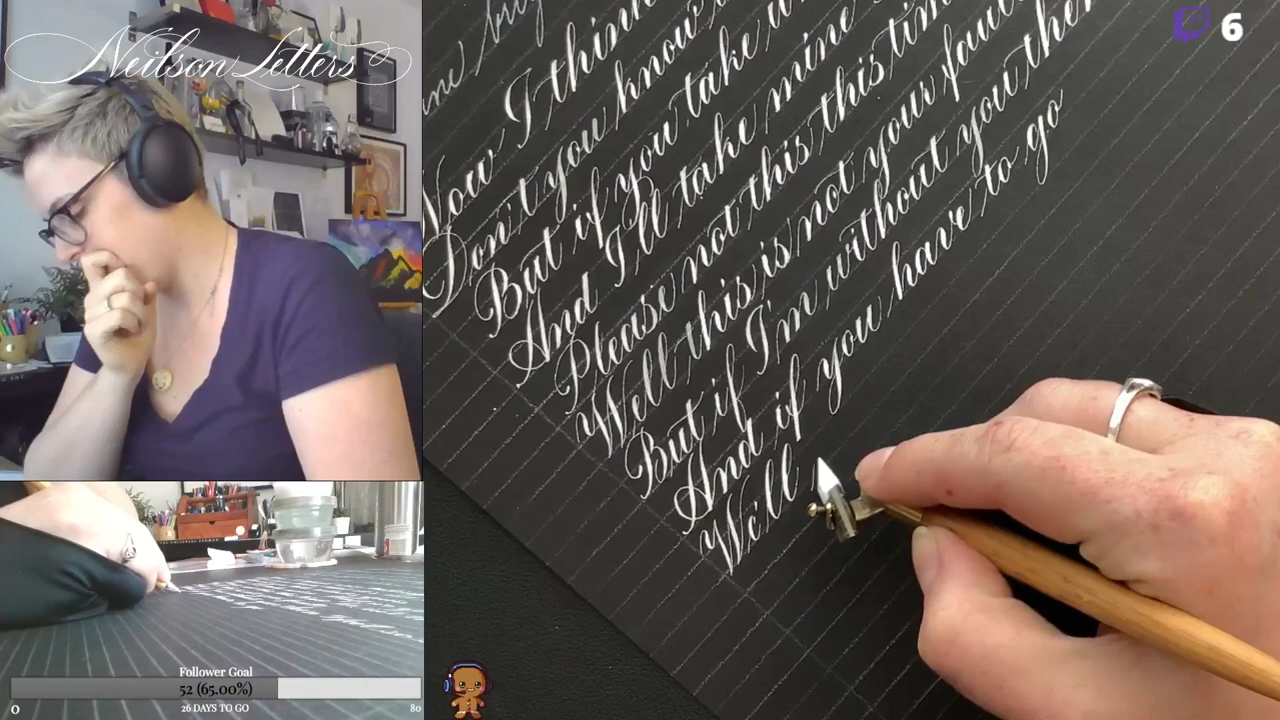 Neilson Letters
6
Now I think
Don't you know
But if you take
And I'll take mine
Please not this this time
Well this is not your fault
But if I'm without you then
And if you have to go
We'll
Follower Goal
52 (65.00%)
0
26 DAYS TO GO
80